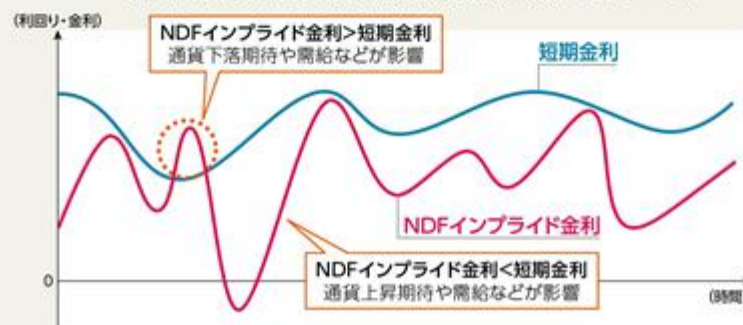 (利回り・金利)
NDFインプライド金利>短期金利
通貨下落期待や需給などが影響
短期金利
NDFインプライド金利
NDFインプライド金利<短期金利
通貨上昇期待や需給などが影響
0
(時間